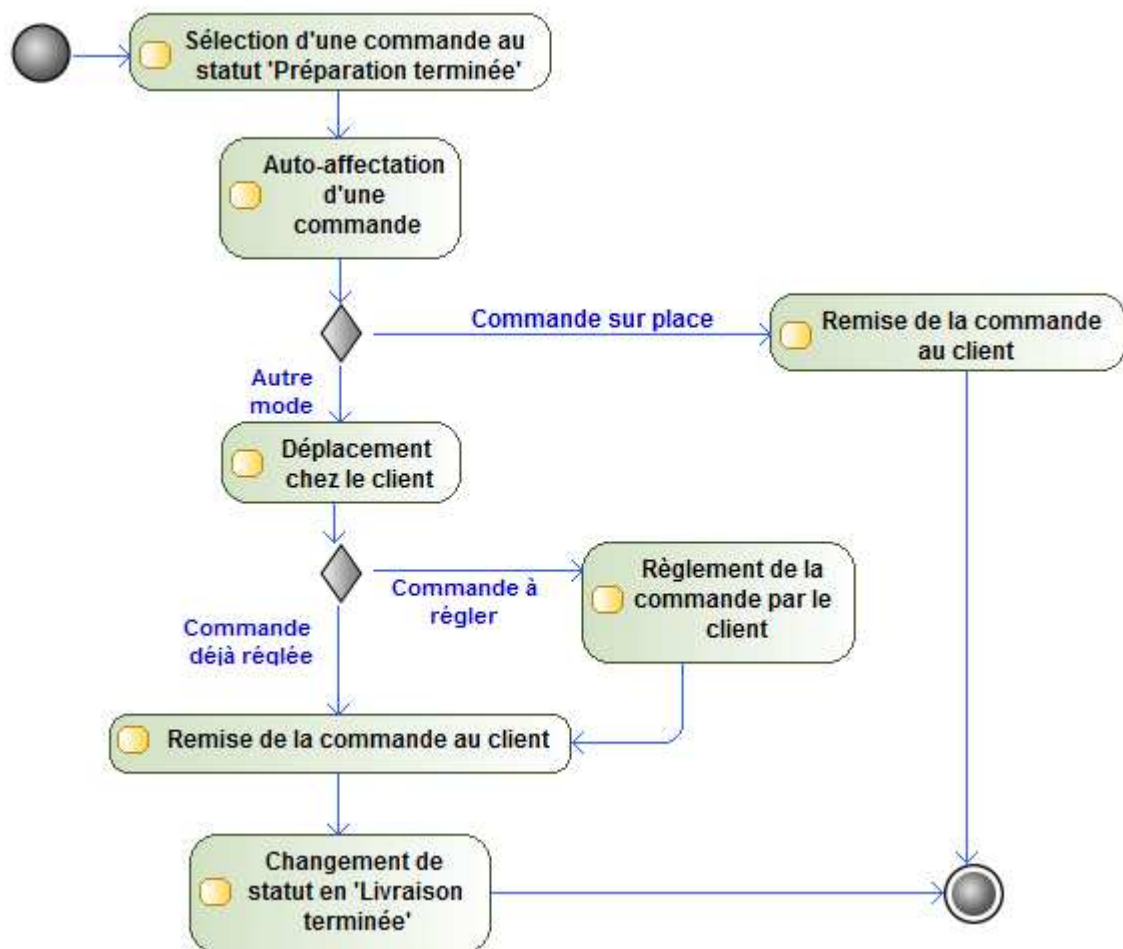 Sélection d'une commande au
statut 'Préparation terminée'
Auto-affectation
d'une
commande
Commande sur place
Remise de la commande
au client
Autre
mode
Déplacement
chez le client
Commande à
régler
Règlement de la
commande par le
client
Commande
déjà réglée
Remise de la commande au client
Changement de
statut en 'Livraison
terminée'